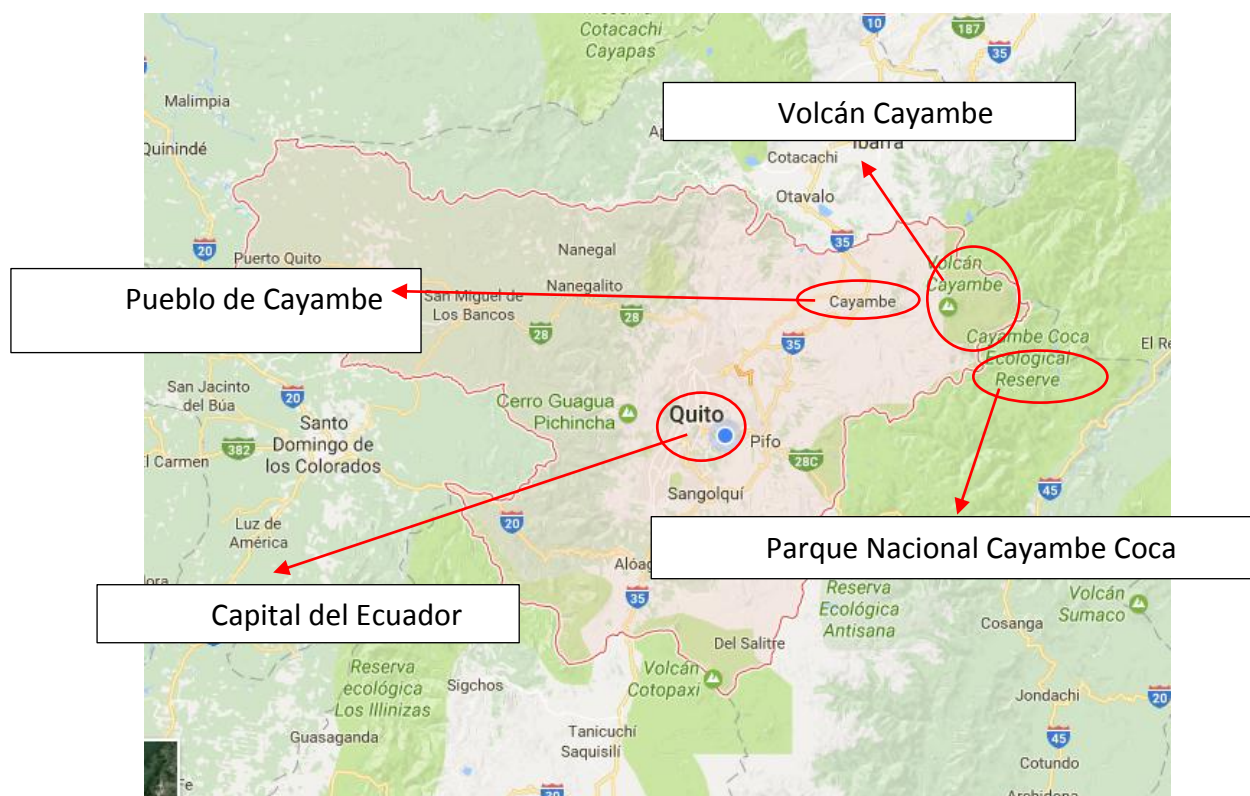 Cotacachi
Cayapas
10
187
35
Malimpia
Volcán Cayambe
Quinindé
Ibarra
Cotacachi
Otavalo
20
Nanegal
35
Puerto Quito
Volcán
Cayambe
Pueblo de Cayambe
San Miguel de
Los Bancos
Nanegalito
28
28
Cayambe
35
Cayambe Coca
Ecological
Reserve
San Jacinto
del Búa
20
Cerro Guagua
Pichincha
Quito
Santo
Domingo de
los Colorados
382
El Carmen
Pifo
28C
45
Sangolquí
20
Luz de
América
Parque Nacional Cayambe Coca
35
Capital del Ecuador
Reserva
Ecológica
Antisana
Volcán
Sumaco
Cosanga
Del Salitre
Reserva
ecológica
Los Illinizas
Sigchos
Volcán
Cotopaxi
Jondachi
20
Tanicuchí
Saquisilí
Guasaganda
45
Cotundo
Archidona